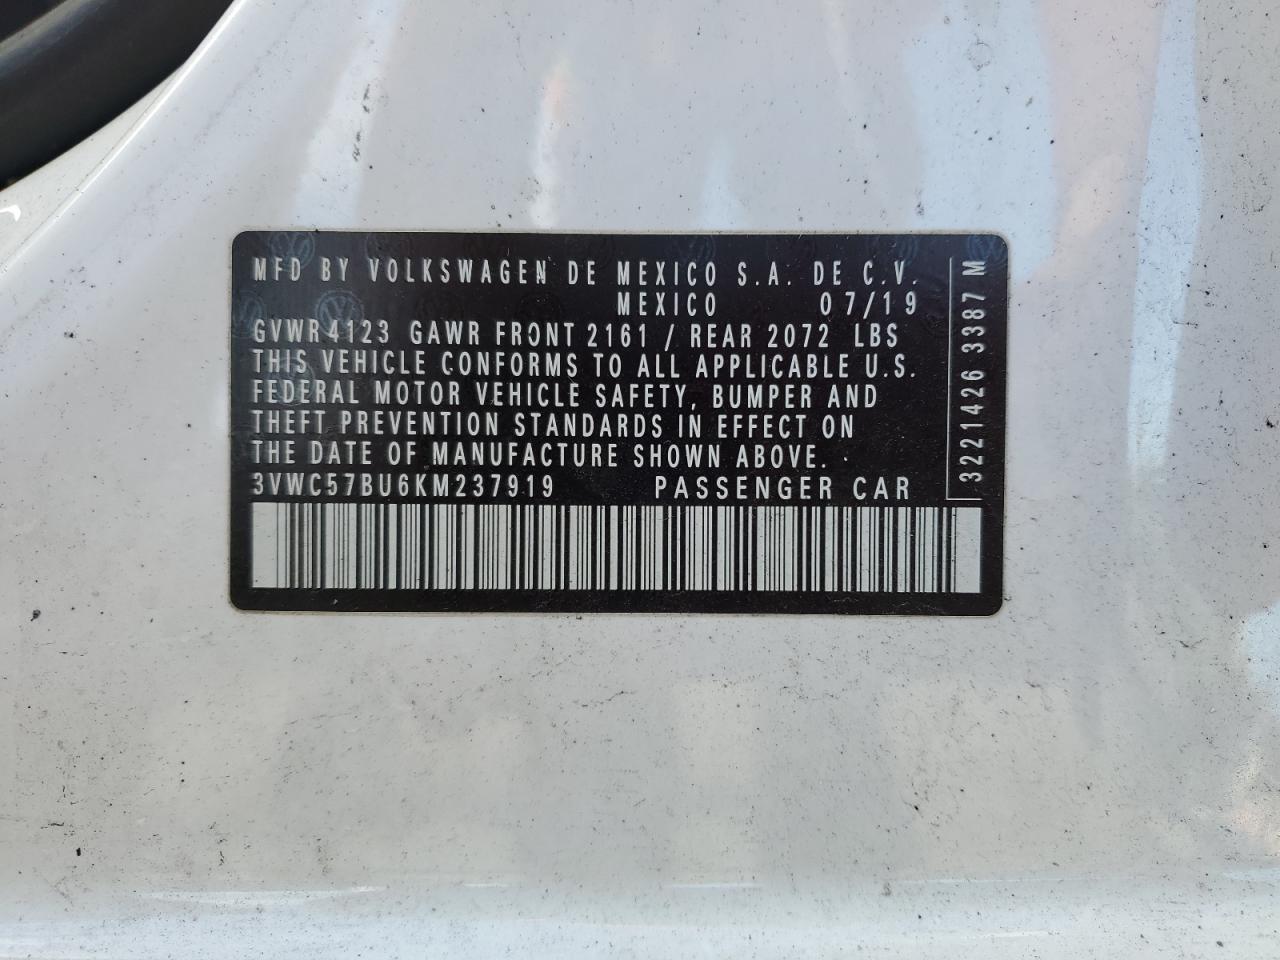 MFD BY VOLKSWAGEN DE MEXICO S.A. DE C.V.
MEXICO 07/19
GVWR 4123 GAWR FRONT 2161 / REAR 2072 LBS
THIS VEHICLE CONFORMS TO ALL APPLICABLE U.S.
FEDERAL MOTOR VEHICLE SAFETY, BUMPER AND
THEFT PREVENTION STANDARDS IN EFFECT ON
THE DATE OF MANUFACTURE SHOWN ABOVE.
3VWC57BU6KM237919 PASSENGER CAR
3221426 3387 M